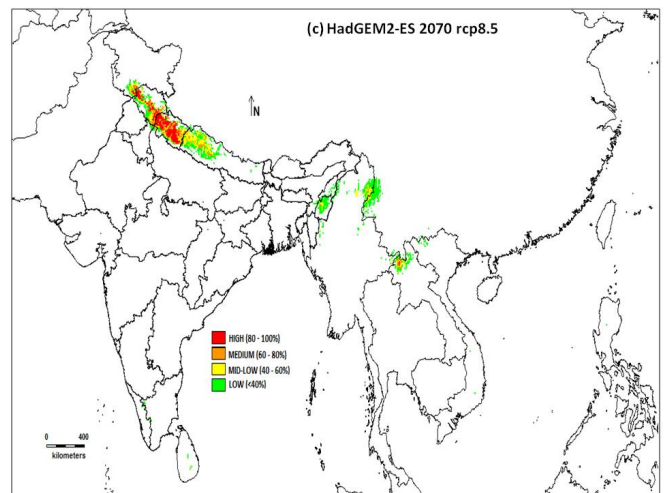 (c) HadGEM2-ES 2070 rcp8.5
N
HIGH (80 - 100%)
MEDIUM (60 - 80%)
MID-LOW (40 - 60%)
LOW (<40%)
0 400
kilometers